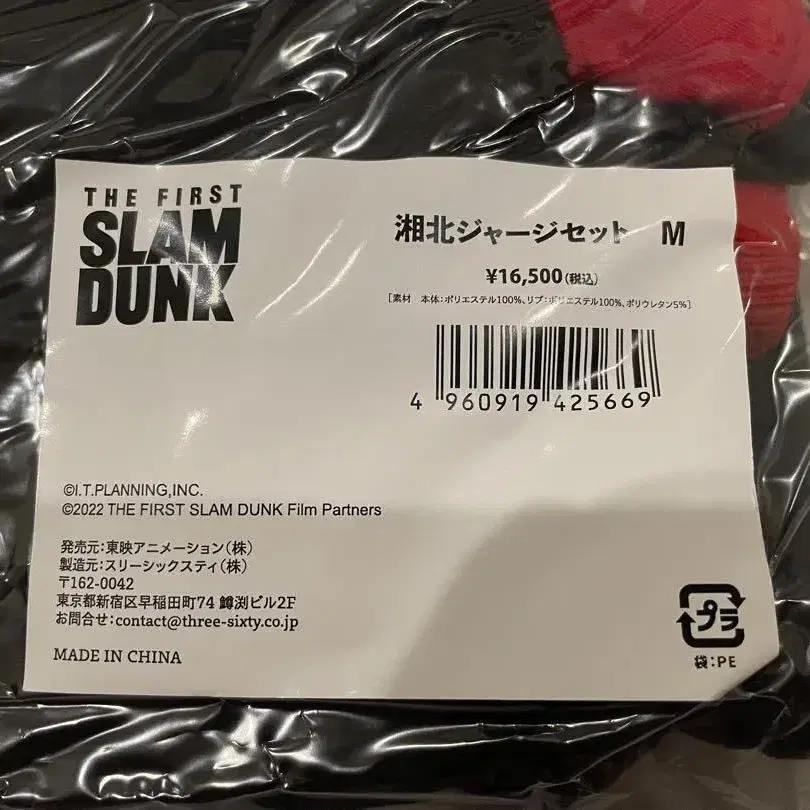 THE FIRST
SLAM
DUNK
湘北ジャージセット M
¥16,500(税込)
[素材 本体:ポリエステル100%、リブ:ポリエステル100%、ポリウレタン5%]
4 960919 425669
©I.T.PLANNING,INC.
©2022 THE FIRST SLAM DUNK Film Partners
発売元:東映アニメーション(株)
製造元:スリーシックスティ(株)
〒162-0042
東京都新宿区早稲田町74 鱒渕ビル2F
お問合せ:contact@three-sixty.co.jp
MADE IN CHINA
プラ
袋:PE